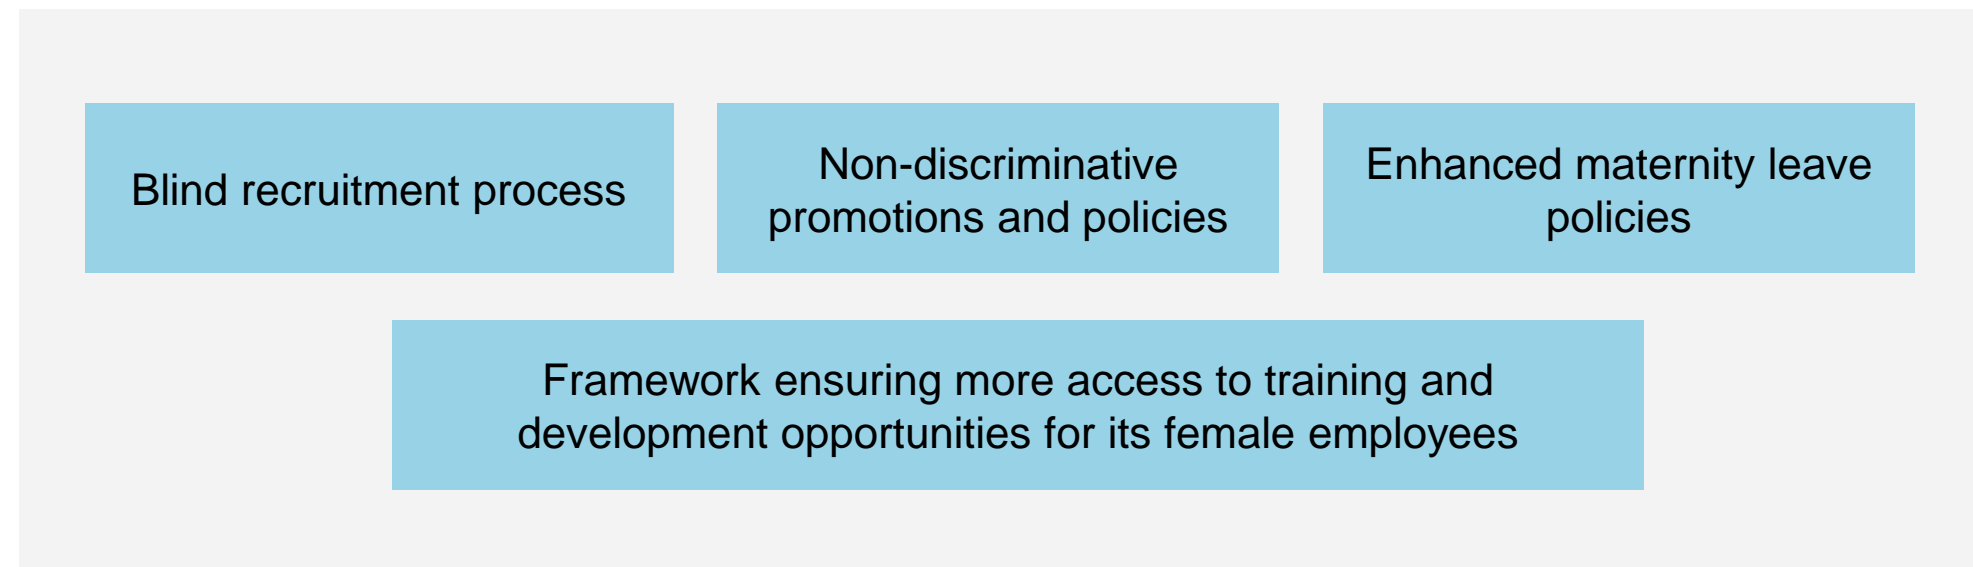 Blind recruitment process
Non-discriminative
promotions and policies
Enhanced maternity leave
policies
Framework ensuring more access to training and
development opportunities for its female employees